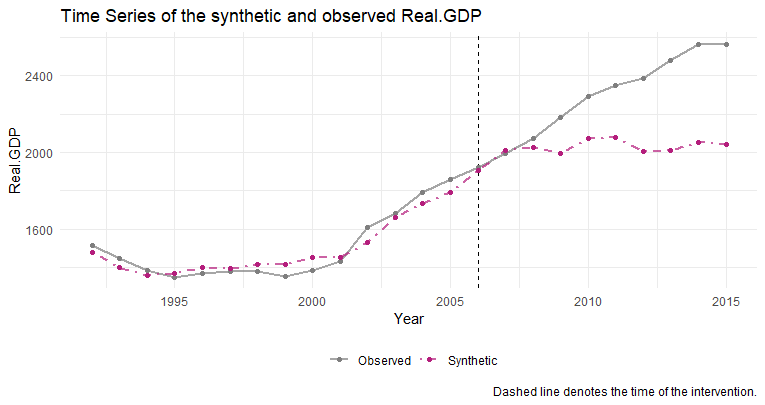 Time Series of the synthetic and observed Real.GDP
Real.GDP
2400
2000
1600
1995 2000 2005 2010 2015
Year
Observed Synthetic
Dashed line denotes the time of the intervention.